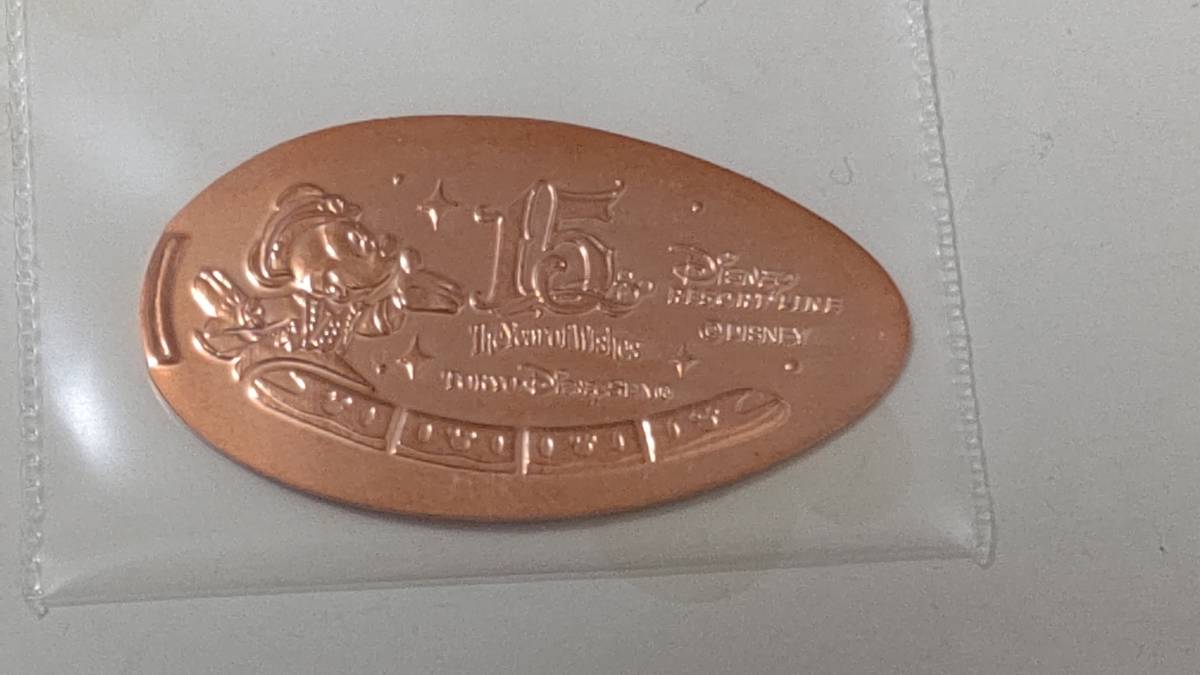 15
The Year of Wishes
TOKYO DISNEYSEA®
DISNEY
RESORT LINE
©DISNEY